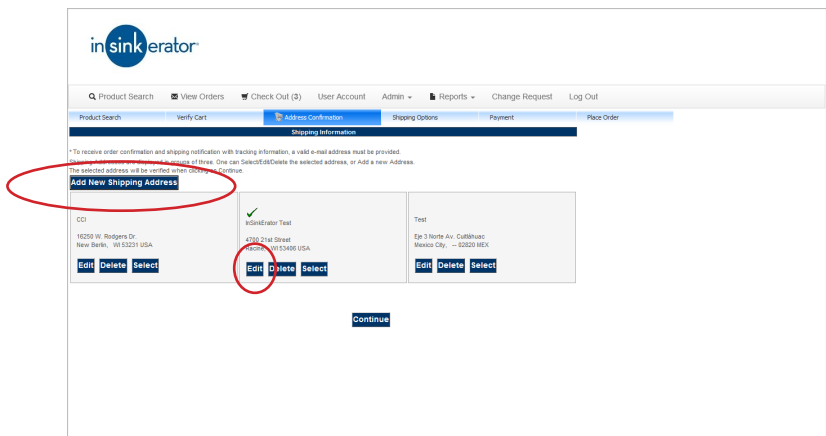 insinkerator
Product Search View Orders Check Out (3) User Account Admin Reports Change Request Log Out
Product Search Verify Cart Address Confirmation Shipping Options Payment Place Order
Shipping Information
* To receive order confirmation and shipping notification with tracking information, a valid e-mail address must be provided.
Shipping Addresses are displayed in groups of three. One can Select/Edit/Delete the selected address, or Add a new Address.
The selected address will be verified when clicking on Continue.
Add New Shipping Address
CCI
16250 W. Rodgers Dr.
New Berlin, WI 53231 USA
Edit Delete Select
InSinkErator Test
4700 21st Street
Racine, WI 53406 USA
Edit Delete Select
Test
Eje 3 Norte Av. Cuitláhuac
Mexico City, -- 02820 MEX
Edit Delete Select
Continue